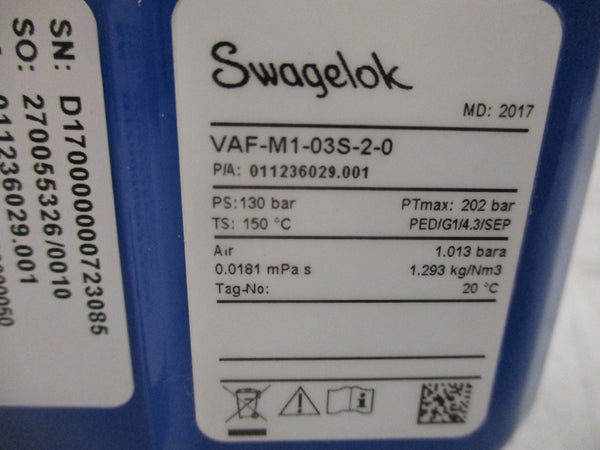 SN: D170000000723085
SO: 270055326/0010
011236029.001
Swagelok
MD: 2017
VAF-M1-03S-2-0
P/A: 011236029.001
PS:130 bar PTmax: 202 bar
TS: 150 °C PED/G1/4.3/SEP
Air 1.013 bara
0.0181 mPa s 1.293 kg/Nm3
Tag-No: 20 °C